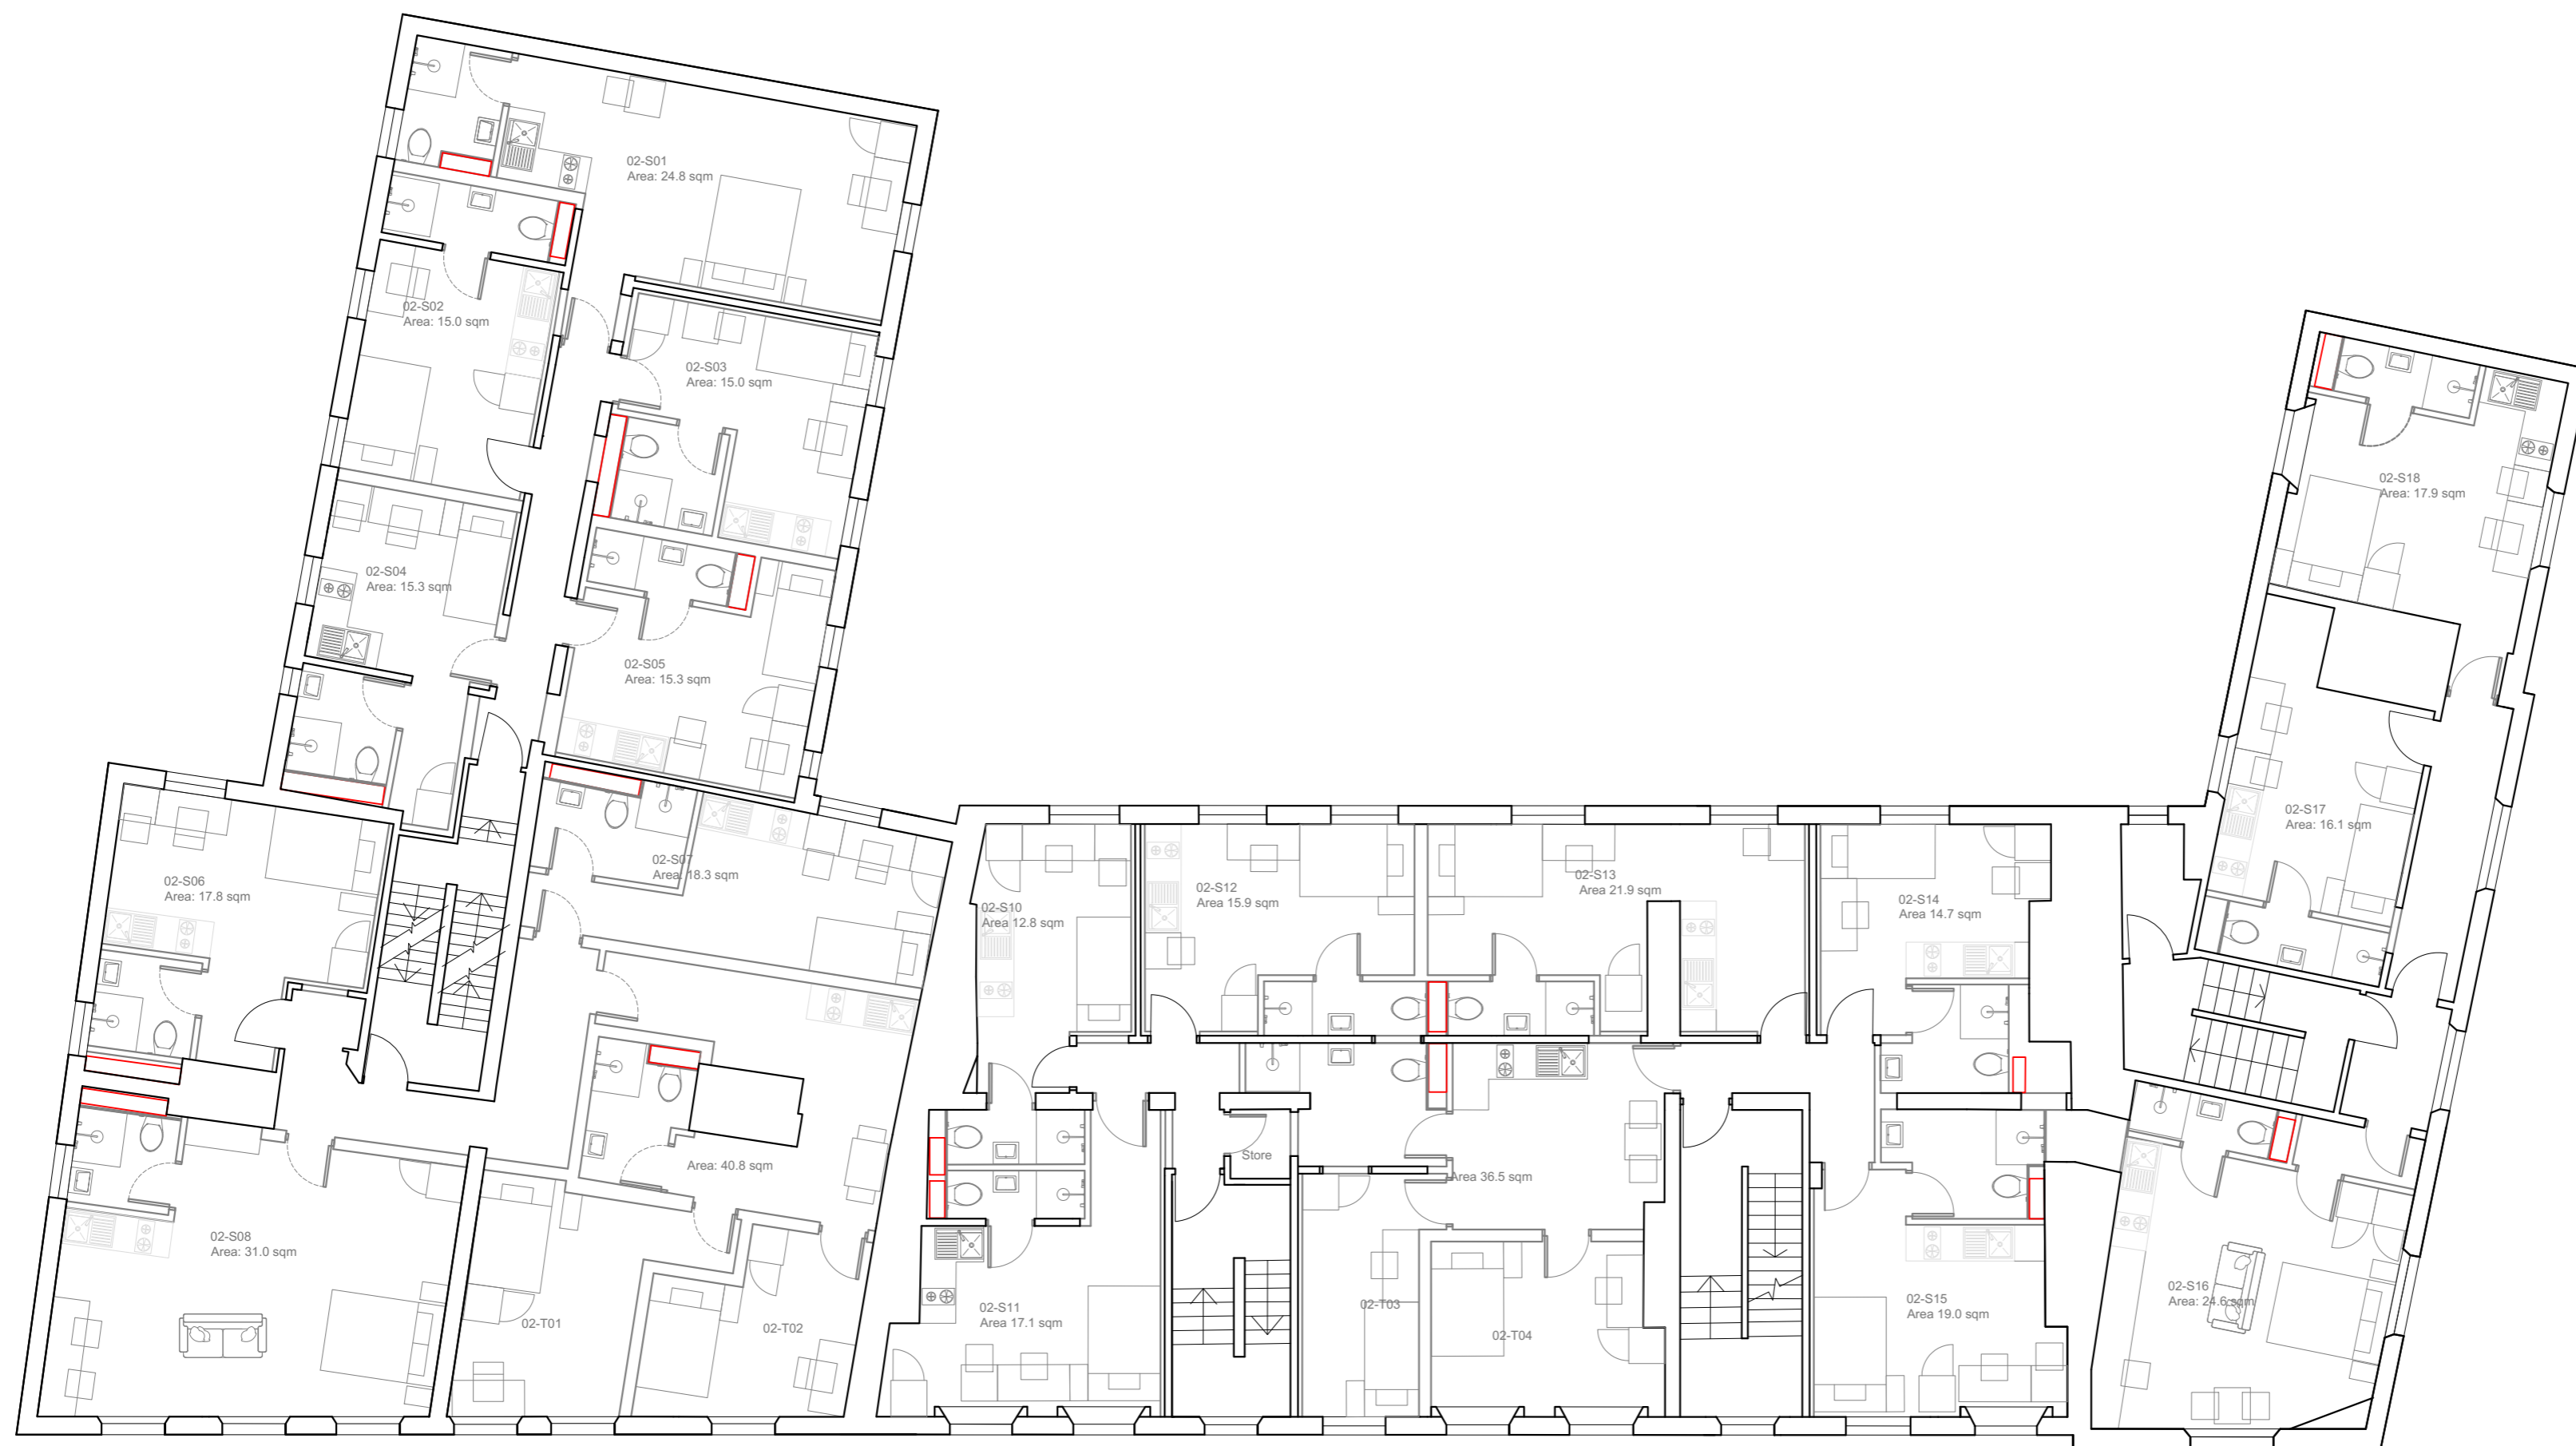 02-S01
Area: 24.8 sqm
02-S02
Area: 15.0 sqm
02-S03
Area: 15.0 sqm
02-S04
Area: 15.3 sqm
02-S05
Area: 15.3 sqm
02-S06
Area: 17.8 sqm
02-S07
Area: 18.3 sqm
02-S08
Area: 31.0 sqm
Area: 40.8 sqm
02-T01
02-T02
02-S10
Area 12.8 sqm
02-S11
Area 17.1 sqm
02-S12
Area 15.9 sqm
02-S13
Area 21.9 sqm
Store
Area 36.5 sqm
02-T03
02-T04
02-S14
Area 14.7 sqm
02-S15
Area 19.0 sqm
02-S16
Area: 24.6 sqm
02-S17
Area: 16.1 sqm
02-S18
Area: 17.9 sqm